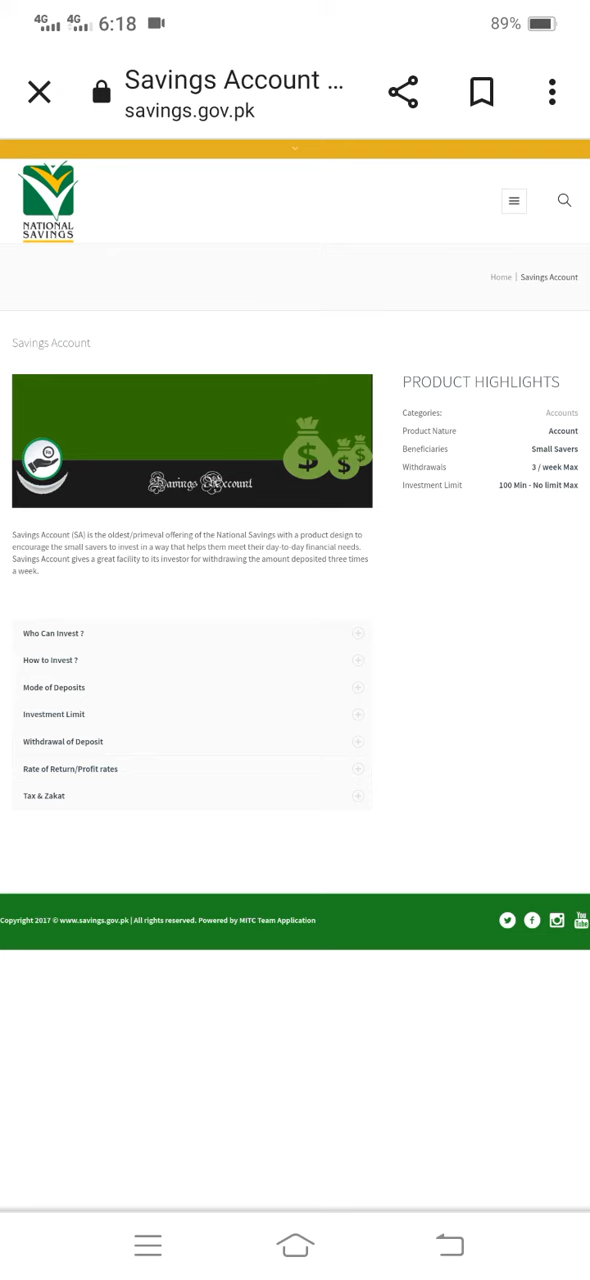 4G 4G 6:18 89%
Savings Account ...
savings.gov.pk
NATIONAL
SAVINGS
Home | Savings Account
Savings Account
Savings Account
PRODUCT HIGHLIGHTS
Categories: Accounts
Product Nature Account
Beneficiaries Small Savers
Withdrawals 3 / week Max
Investment Limit 100 Min - No limit Max
Savings Account (SA) is the oldest/primeval offering of the National Savings with a product design to
encourage the small savers to invest in a way that helps them meet their day-to-day financial needs.
Savings Account gives a great facility to its investor for withdrawing the amount deposited three times
a week.
Who Can Invest ?
How to Invest ?
Mode of Deposits
Investment Limit
Withdrawal of Deposit
Rate of Return/Profit rates
Tax & Zakat
Copyright 2017 © www.savings.gov.pk | All rights reserved. Powered by MITC Team Application
You
Tube